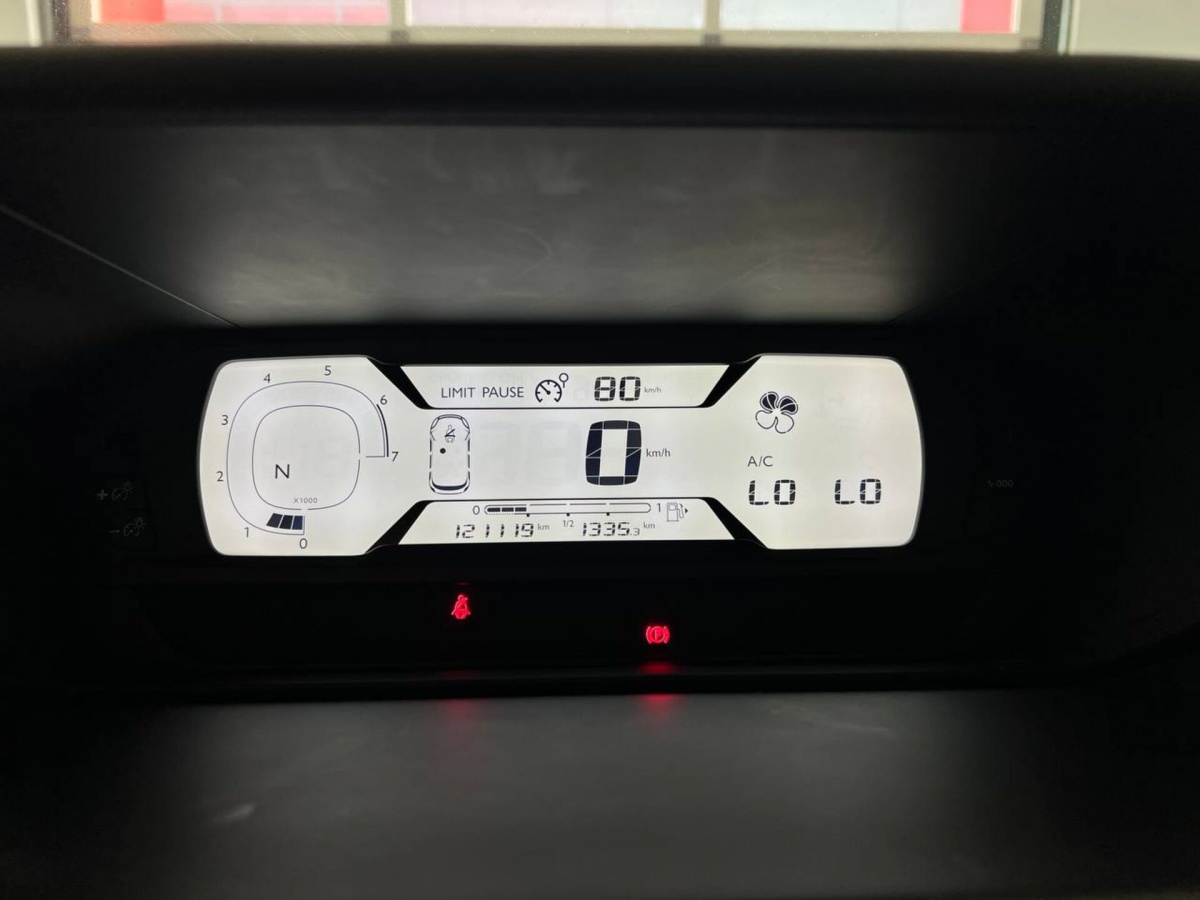 LIMIT PAUSE 80 km/h
5
4
6
3
7
2
N
X1000
1
0
0 km/h
A/C
LO LO
0 1/2 1
121119 km 1335.3 km